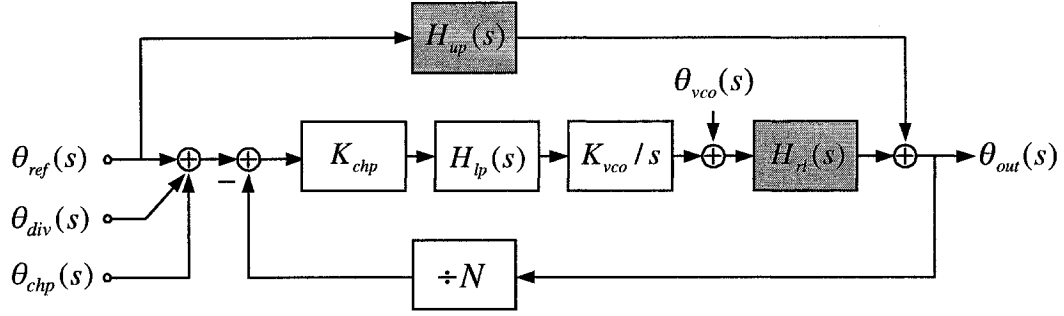 H_up(s)
θ_vco(s)
θ_ref(s)
K_chp
H_lp(s)
K_vco / s
H_rl(s)
θ_out(s)
−
θ_div(s)
θ_chp(s)
÷N